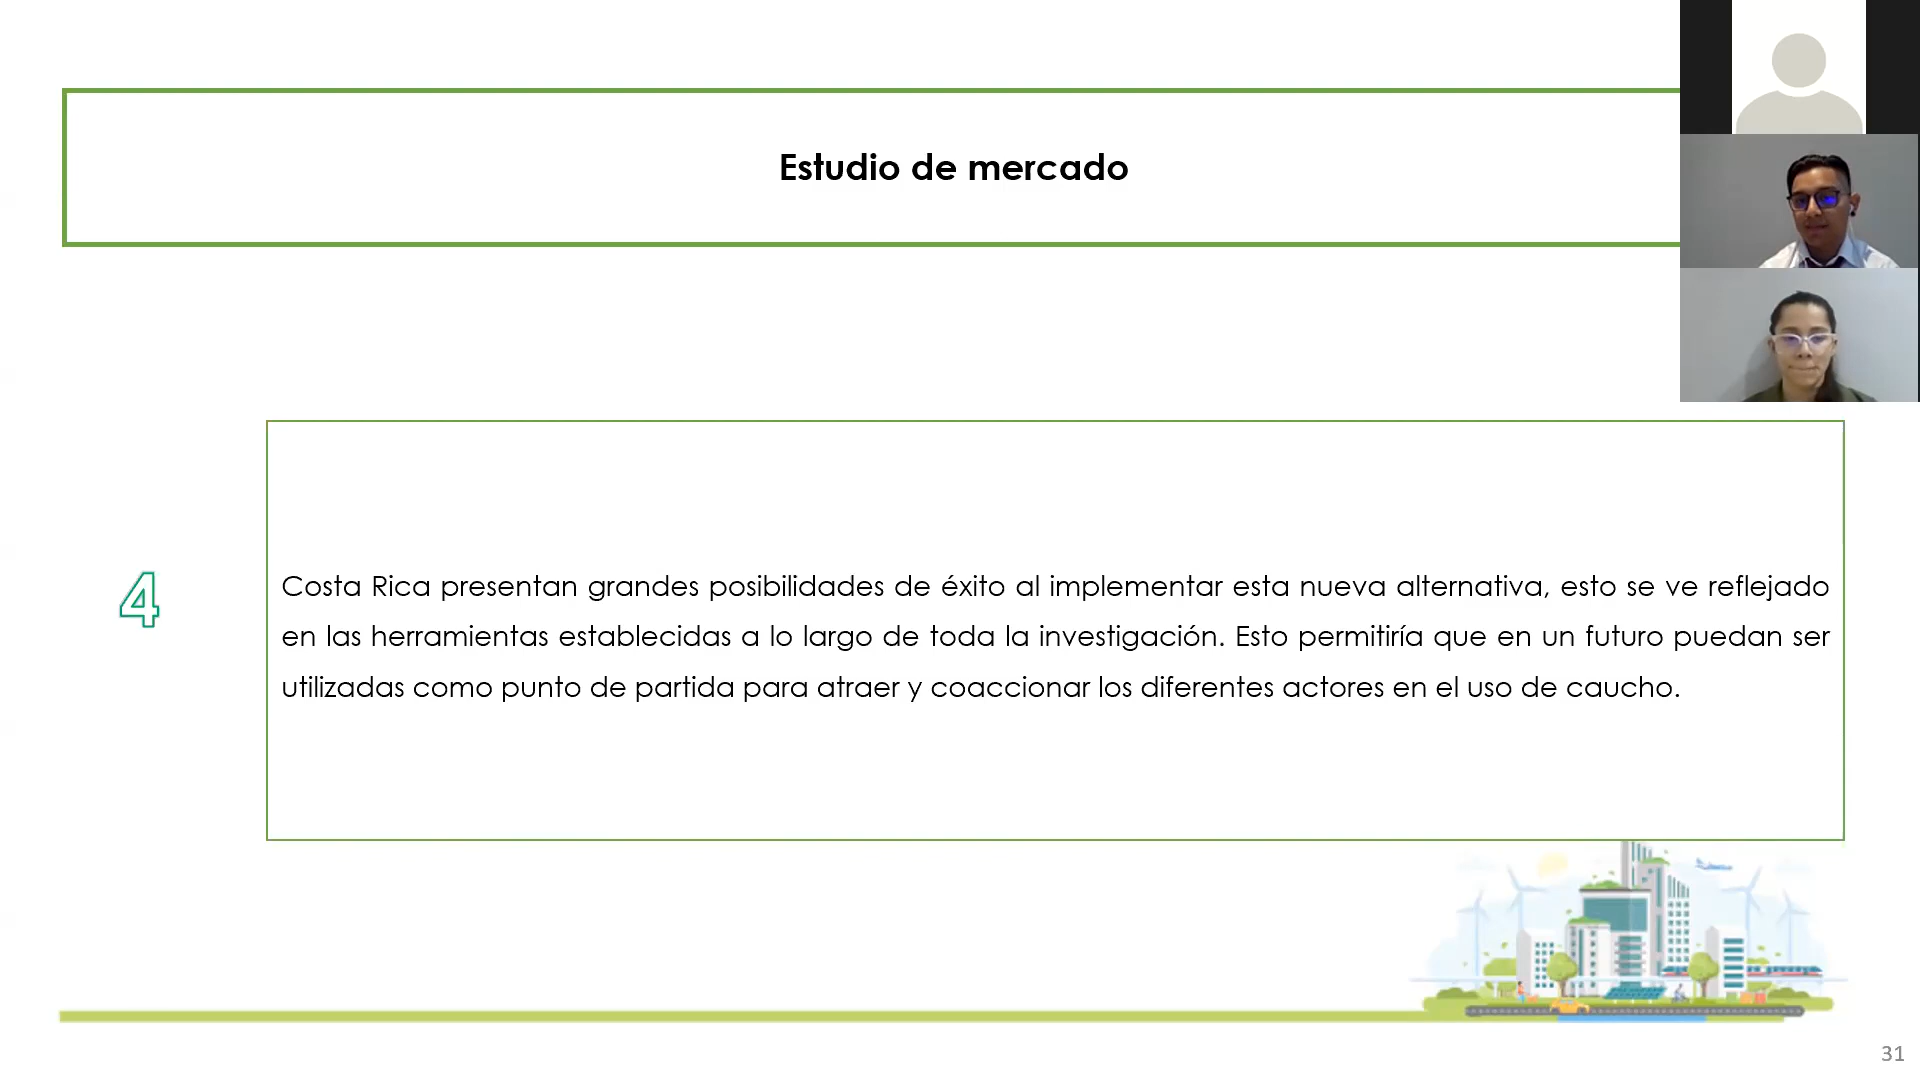 Estudio de mercado
4
Costa Rica presentan grandes posibilidades de éxito al implementar esta nueva alternativa, esto se ve reflejado
en las herramientas establecidas a lo largo de toda la investigación. Esto permitiría que en un futuro puedan ser
utilizadas como punto de partida para atraer y coaccionar los diferentes actores en el uso de caucho.
31